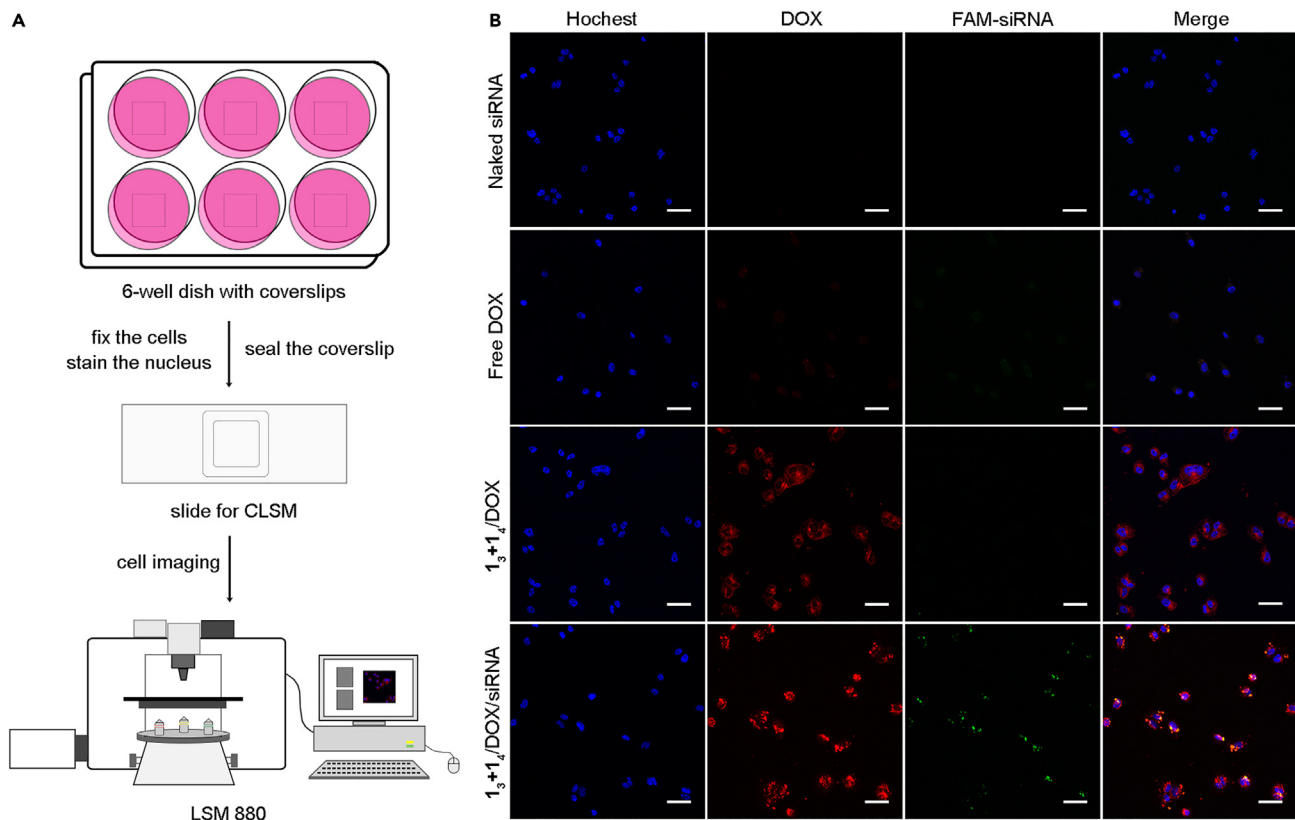 A
6-well dish with coverslips
fix the cells
stain the nucleus
seal the coverslip
slide for CLSM
cell imaging
LSM 880
B
Hochest
DOX
FAM-siRNA
Merge
Naked siRNA
Free DOX
1₃+1₄/DOX
1₃+1₄/DOX/siRNA